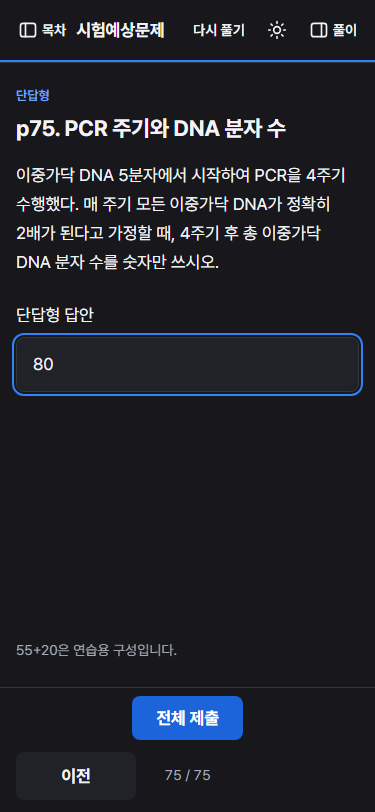 목차 시험예상문제 다시 풀기 풀이
단답형
p75. PCR 주기와 DNA 분자 수
이중가닥 DNA 5분자에서 시작하여 PCR을 4주기
수행했다. 매 주기 모든 이중가닥 DNA가 정확히
2배가 된다고 가정할 때, 4주기 후 총 이중가닥
DNA 분자 수를 숫자만 쓰시오.
단답형 답안
80
55+20은 연습용 구성입니다.
전체 제출
이전 75 / 75